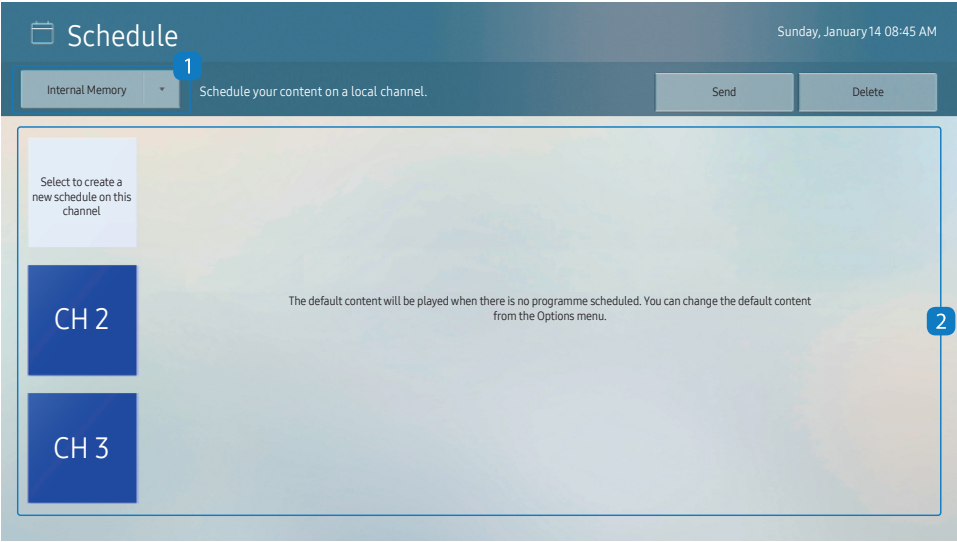 Schedule
Sunday, January 14 08:45 AM
1
Internal Memory
Schedule your content on a local channel.
Send
Delete
Select to create a
new schedule on this
channel
CH 2
The default content will be played when there is no programme scheduled. You can change the default content
from the Options menu.
2
CH 3